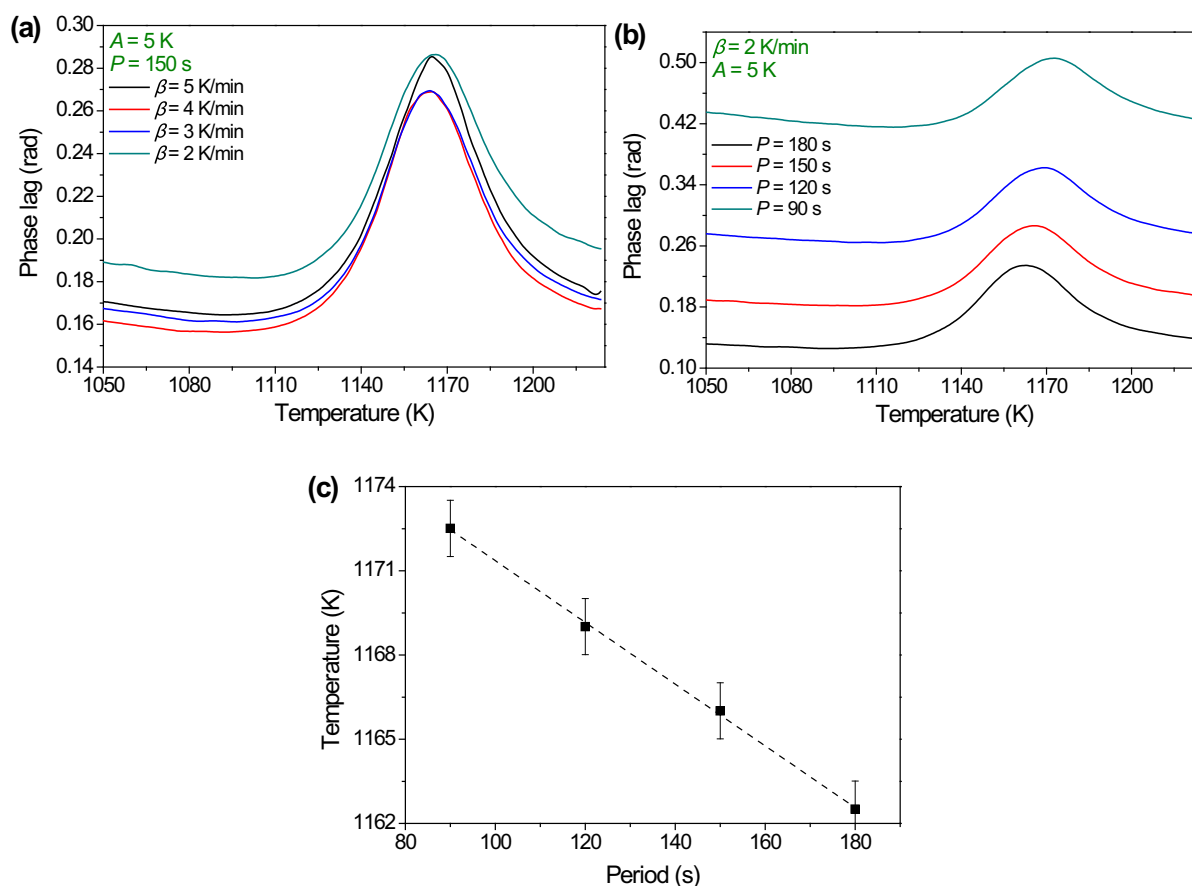 (a)
A = 5 K
P = 150 s
β = 5 K/min
β = 4 K/min
β = 3 K/min
β = 2 K/min
0.30
0.28
0.26
0.24
0.22
0.20
0.18
0.16
0.14
Phase lag (rad)
1050
1080
1110
1140
1170
1200
Temperature (K)
(b)
β = 2 K/min
A = 5 K
P = 180 s
P = 150 s
P = 120 s
P = 90 s
0.50
0.42
0.34
0.26
0.18
0.10
Phase lag (rad)
1050
1080
1110
1140
1170
1200
Temperature (K)
(c)
1174
1171
1168
1165
1162
Temperature (K)
80
100
120
140
160
180
Period (s)